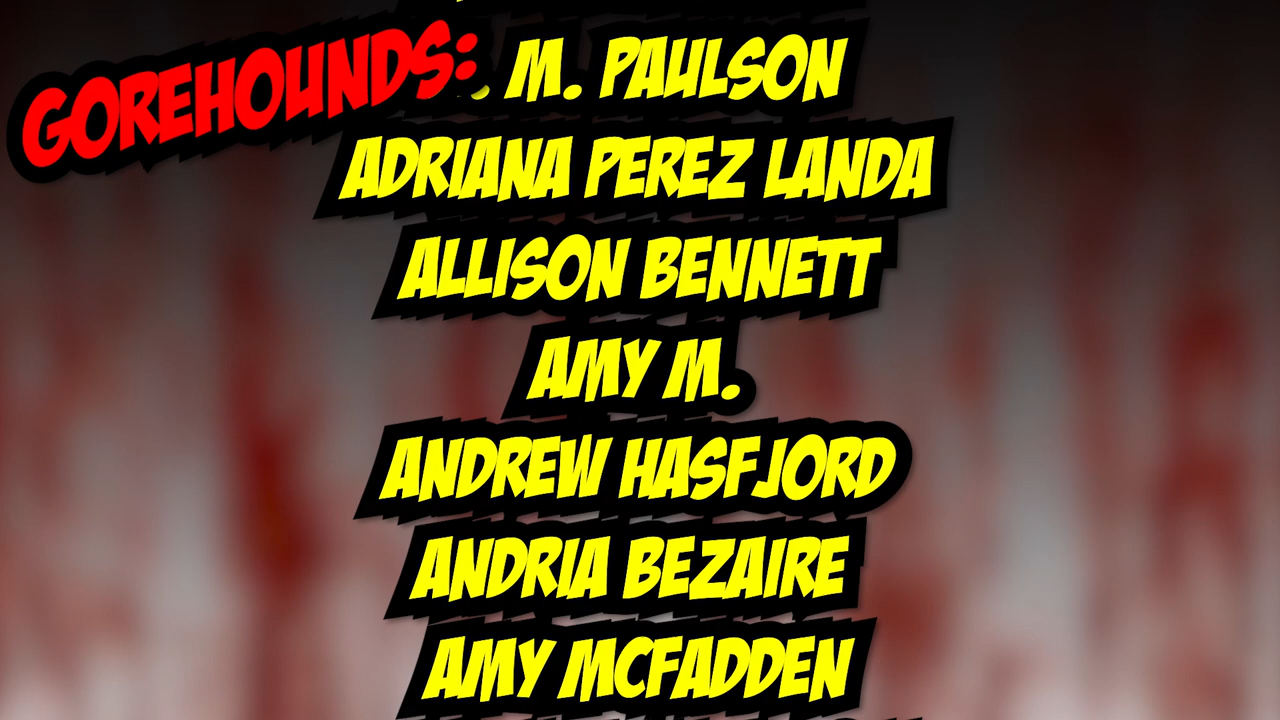 GOREHOUNDS:
. M. PAULSON
ADRIANA PEREZ LANDA
ALLISON BENNETT
AMY M.
ANDREW HASFJORD
ANDRIA BEZAIRE
AMY MCFADDEN